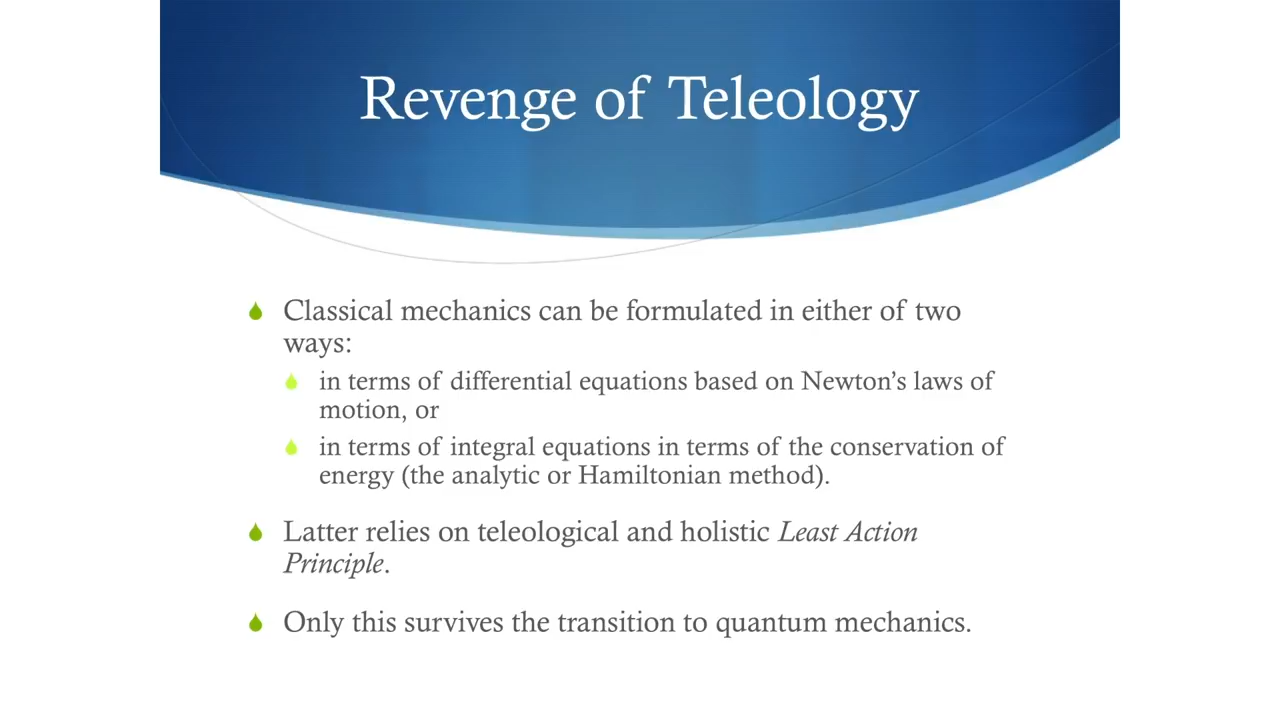 Revenge of Teleology
Classical mechanics can be formulated in either of two
ways:
in terms of differential equations based on Newton’s laws of
motion, or
in terms of integral equations in terms of the conservation of
energy (the analytic or Hamiltonian method).
Latter relies on teleological and holistic Least Action
Principle.
Only this survives the transition to quantum mechanics.